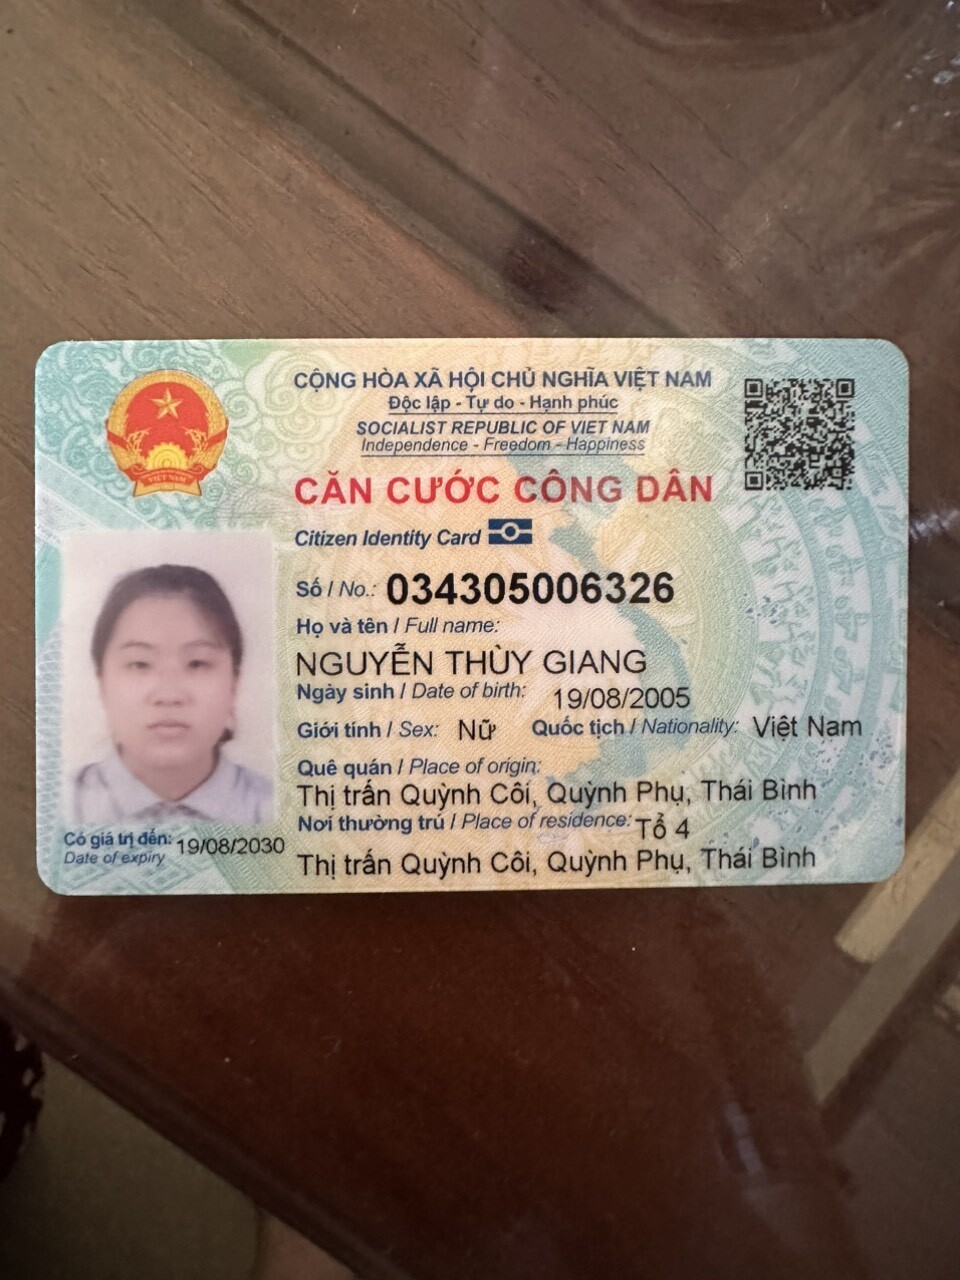 CỘNG HÒA XÃ HỘI CHỦ NGHĨA VIỆT NAM
Độc lập - Tự do - Hạnh phúc
SOCIALIST REPUBLIC OF VIET NAM
Independence - Freedom - Happiness
CĂN CƯỚC CÔNG DÂN
Citizen Identity Card
Số / No.: 034305006326
Họ và tên / Full name:
NGUYỄN THÙY GIANG
Ngày sinh / Date of birth: 19/08/2005
Giới tính / Sex: Nữ Quốc tịch / Nationality: Việt Nam
Quê quán / Place of origin:
Thị trấn Quỳnh Côi, Quỳnh Phụ, Thái Bình
Nơi thường trú / Place of residence: Tổ 4
Thị trấn Quỳnh Côi, Quỳnh Phụ, Thái Bình
Có giá trị đến: 19/08/2030
Date of expiry
VIỆT NAM